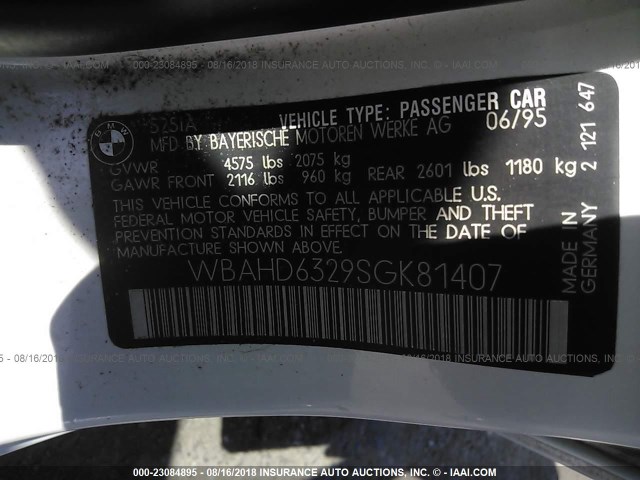 000-23084895 - 08/16/2018 INSURANCE AUTO AUCTIONS, INC. - IAAI.COM
BMW
525IA VEHICLE TYPE: PASSENGER CAR
MFD. BY BAYERISCHE MOTOREN WERKE AG 06/95
GVWR 4575 lbs 2075 kg
GAWR FRONT 2116 lbs 960 kg REAR 2601 lbs 1180 kg
THIS VEHICLE CONFORMS TO ALL APPLICABLE U.S.
FEDERAL MOTOR VEHICLE SAFETY, BUMPER AND THEFT
PREVENTION STANDARDS IN EFFECT ON THE DATE OF
MANUFACTURE SHOWN ABOVE.
WBAHD6329SGK81407
MADE IN
GERMANY 2 121 647
08/16/2018 INSURANCE AUTO AUCTIONS, INC. - IAAI.COM
000-23084895 - 08/16/2018 INSURANCE AUTO AUCTIONS, INC. - IAAI.COM